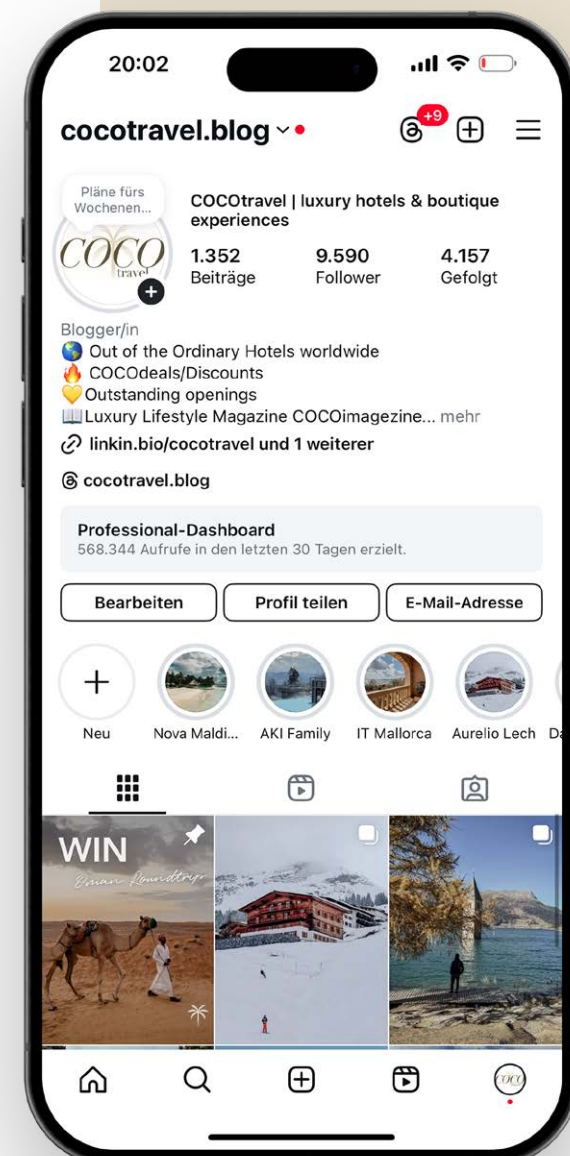 20:02
cocotravel.blog
+9
Pläne fürs
Wochenen...
COCO
travel
COCOtravel | luxury hotels & boutique
experiences
1.352 9.590 4.157
Beiträge Follower Gefolgt
Blogger/in
🌎 Out of the Ordinary Hotels worldwide
🔥 COCOdeals/Discounts
💛Outstanding openings
📖Luxury Lifestyle Magazine COCOimagezine... mehr
linkin.bio/cocotravel und 1 weiterer
cocotravel.blog
Professional-Dashboard
568.344 Aufrufe in den letzten 30 Tagen erzielt.
Bearbeiten Profil teilen E-Mail-Adresse
Neu Nova Maldi... AKI Family IT Mallorca Aurelio Lech Da
WIN
Oman Roundtrip
COCO